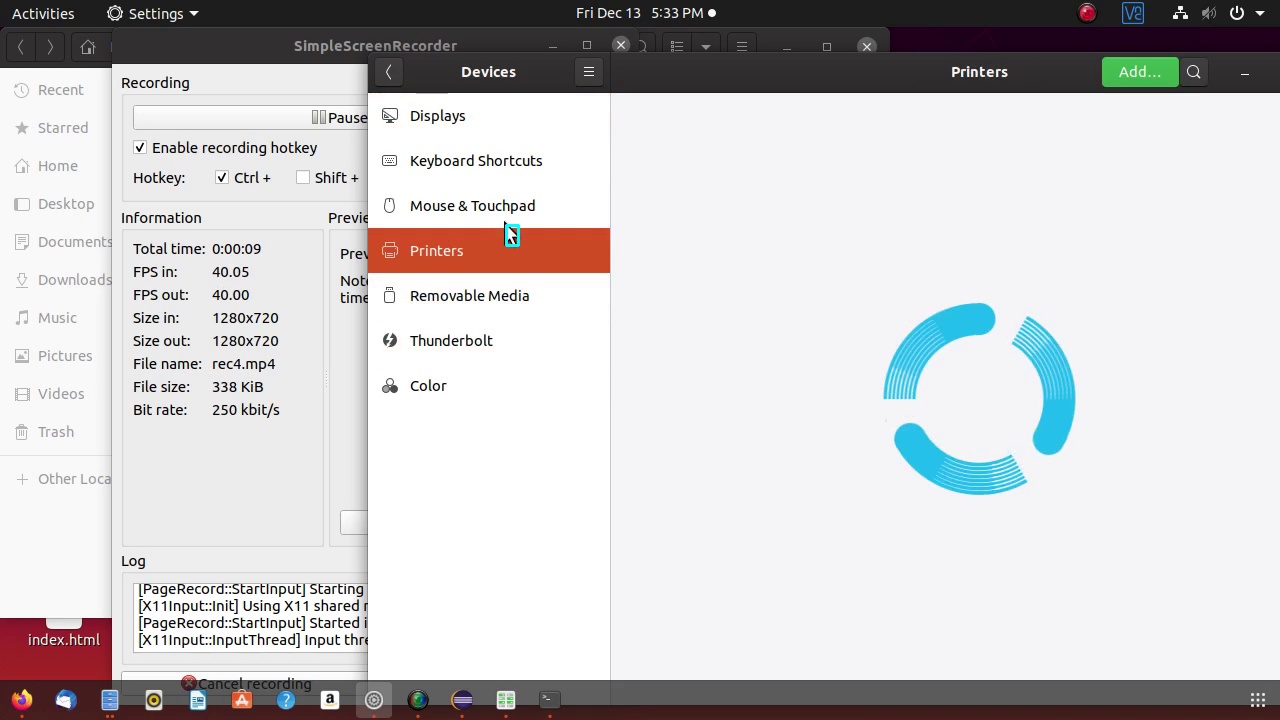 Activities
Settings
Fri Dec 13 5:33 PM
SimpleScreenRecorder
Devices
Printers
Add...
Recent
Starred
Home
Desktop
Documents
Downloads
Music
Pictures
Videos
Trash
Other Loca
index.html
Recording
Pause
Enable recording hotkey
Hotkey: Ctrl + Shift +
Information
Total time: 0:00:09
FPS in: 40.05
FPS out: 40.00
Size in: 1280x720
Size out: 1280x720
File name: rec4.mp4
File size: 338 KiB
Bit rate: 250 kbit/s
Previe
Prev
Note
time
Log
[PageRecord::StartInput] Starting
[X11Input::Init] Using X11 shared
[PageRecord::StartInput] Started i
[X11Input::InputThread] Input thre
Cancel recording
Displays
Keyboard Shortcuts
Mouse & Touchpad
Printers
Removable Media
Thunderbolt
Color